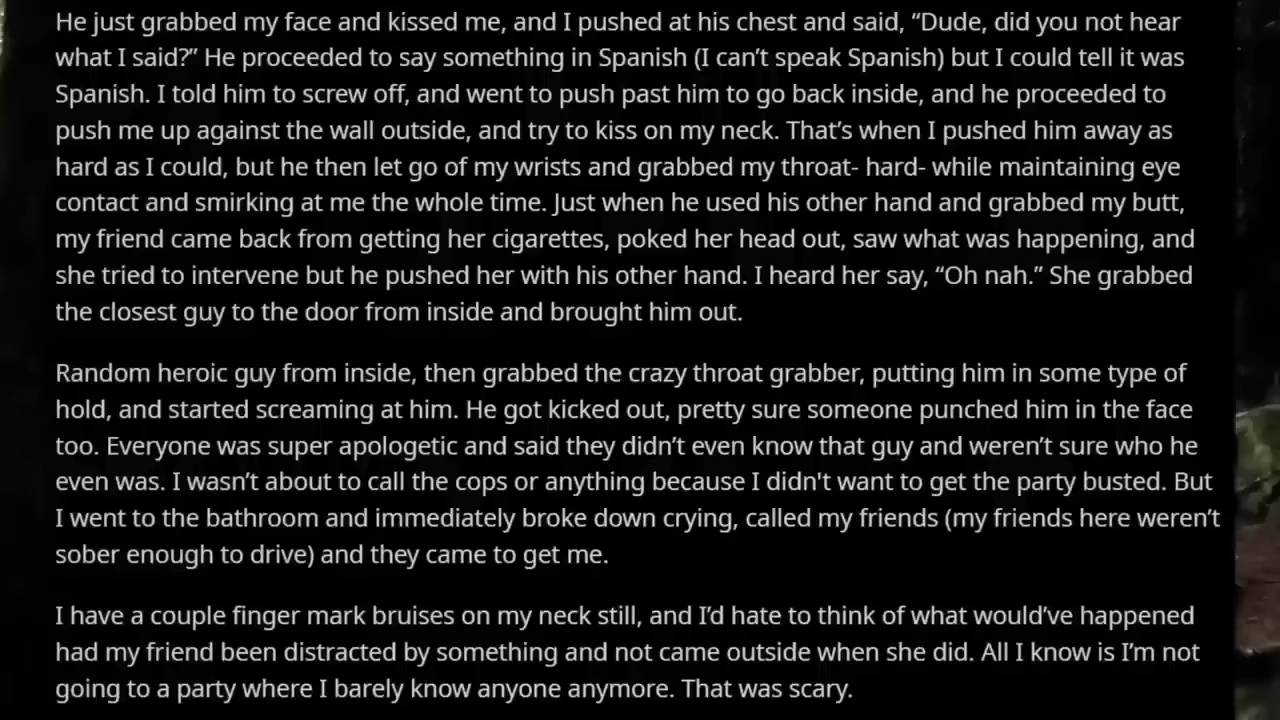 He just grabbed my face and kissed me, and I pushed at his chest and said, “Dude, did you not hear
what I said?” He proceeded to say something in Spanish (I can’t speak Spanish) but I could tell it was
Spanish. I told him to screw off, and went to push past him to go back inside, and he proceeded to
push me up against the wall outside, and try to kiss on my neck. That’s when I pushed him away as
hard as I could, but he then let go of my wrists and grabbed my throat- hard- while maintaining eye
contact and smirking at me the whole time. Just when he used his other hand and grabbed my butt,
my friend came back from getting her cigarettes, poked her head out, saw what was happening, and
she tried to intervene but he pushed her with his other hand. I heard her say, “Oh nah.” She grabbed
the closest guy to the door from inside and brought him out.
Random heroic guy from inside, then grabbed the crazy throat grabber, putting him in some type of
hold, and started screaming at him. He got kicked out, pretty sure someone punched him in the face
too. Everyone was super apologetic and said they didn’t even know that guy and weren’t sure who he
even was. I wasn’t about to call the cops or anything because I didn't want to get the party busted. But
I went to the bathroom and immediately broke down crying, called my friends (my friends here weren’t
sober enough to drive) and they came to get me.
I have a couple finger mark bruises on my neck still, and I’d hate to think of what would’ve happened
had my friend been distracted by something and not came outside when she did. All I know is I’m not
going to a party where I barely know anyone anymore. That was scary.